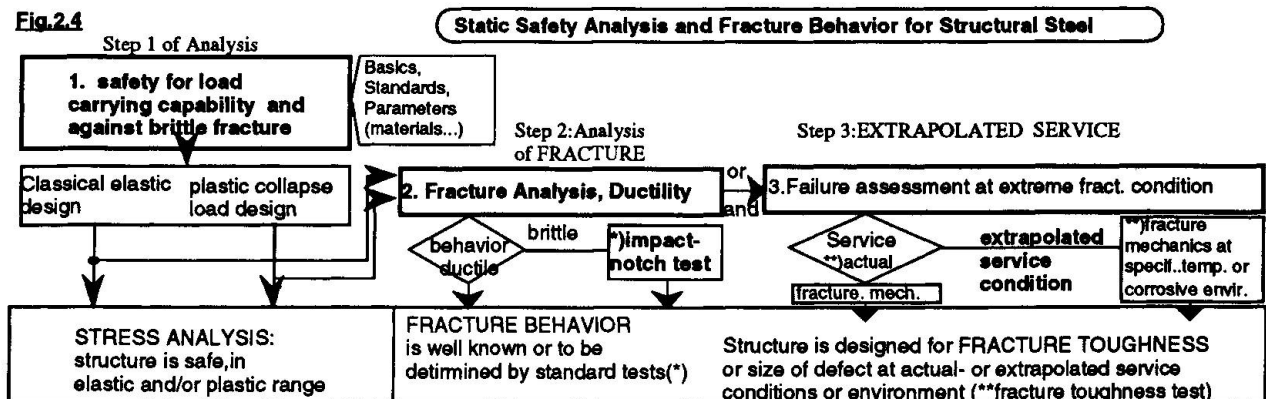 Fig.2.4
Static Safety Analysis and Fracture Behavior for Structural Steel
Step 1 of Analysis
1. safety for load
carrying capability and
against brittle fracture
Basics,
Standards,
Parameters
(materials...)
Step 2:Analysis
of FRACTURE
Step 3:EXTRAPOLATED SERVICE
Classical elastic
design
plastic collapse
load design
2. Fracture Analysis, Ductility
or
and
3.Failure assessment at extreme fract. condition
behavior
ductile
brittle
*)impact-
notch test
Service
**)actual
fracture. mech.
extrapolated
service
condition
**)fracture
mechanics at
specif..temp. or
corrosive envir.
STRESS ANALYSIS:
structure is safe,in
elastic and/or plastic range
FRACTURE BEHAVIOR
is well known or to be
detirmined by standard tests(*)
Structure is designed for FRACTURE TOUGHNESS
or size of defect at actual- or extrapolated service
conditions or environment (**fracture toughness test)